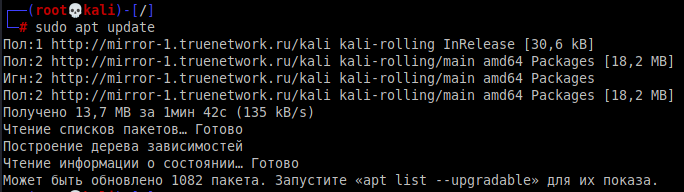 ┌──(root💀kali)-[/]
└─# sudo apt update
Пол:1 http://mirror-1.truenetwork.ru/kali kali-rolling InRelease [30,6 kB]
Пол:2 http://mirror-1.truenetwork.ru/kali kali-rolling/main amd64 Packages [18,2 MB]
Игн:2 http://mirror-1.truenetwork.ru/kali kali-rolling/main amd64 Packages
Пол:2 http://mirror-1.truenetwork.ru/kali kali-rolling/main amd64 Packages [18,2 MB]
Получено 13,7 MB за 1мин 42с (135 kB/s)
Чтение списков пакетов… Готово
Построение дерева зависимостей
Чтение информации о состоянии… Готово
Может быть обновлено 1082 пакета. Запустите «apt list --upgradable» для их показа.